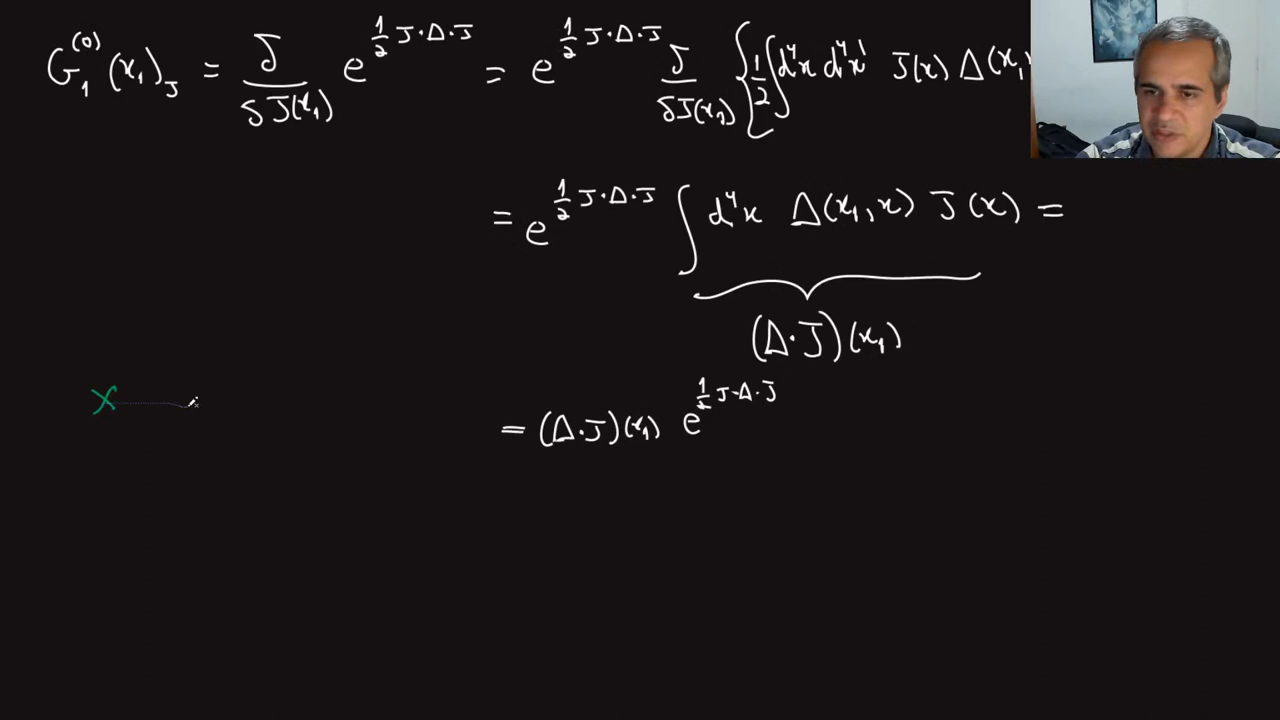 G₁⁽⁰⁾(x₁)_J = δ/δJ(x₁) e^{½ J·Δ·J} = e^{½ J·Δ·J} δ/δJ(x₁) { ½ ∫ d⁴x d⁴x' J(x) Δ(x,
= e^{½ J·Δ·J} ∫ d⁴x Δ(x₁,x) J(x) =
(Δ·J)(x₁)
= (Δ·J)(x₁) e^{½ J·Δ·J}